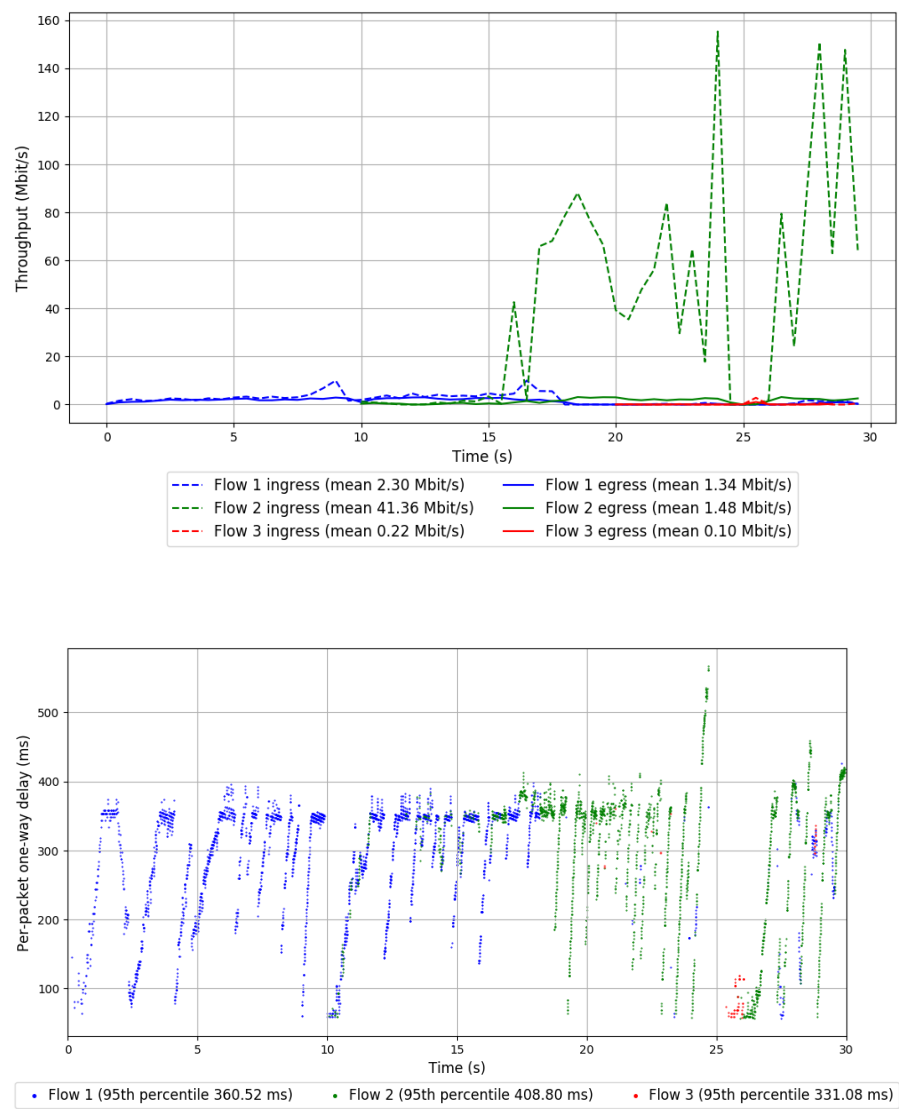 160
140
120
100
80
60
40
20
0
Throughput (Mbit/s)
0 5 10 15 20 25 30
Time (s)
Flow 1 ingress (mean 2.30 Mbit/s) Flow 1 egress (mean 1.34 Mbit/s)
Flow 2 ingress (mean 41.36 Mbit/s) Flow 2 egress (mean 1.48 Mbit/s)
Flow 3 ingress (mean 0.22 Mbit/s) Flow 3 egress (mean 0.10 Mbit/s)
500
400
300
200
100
Per-packet one-way delay (ms)
0 5 10 15 20 25 30
Time (s)
Flow 1 (95th percentile 360.52 ms) Flow 2 (95th percentile 408.80 ms) Flow 3 (95th percentile 331.08 ms)